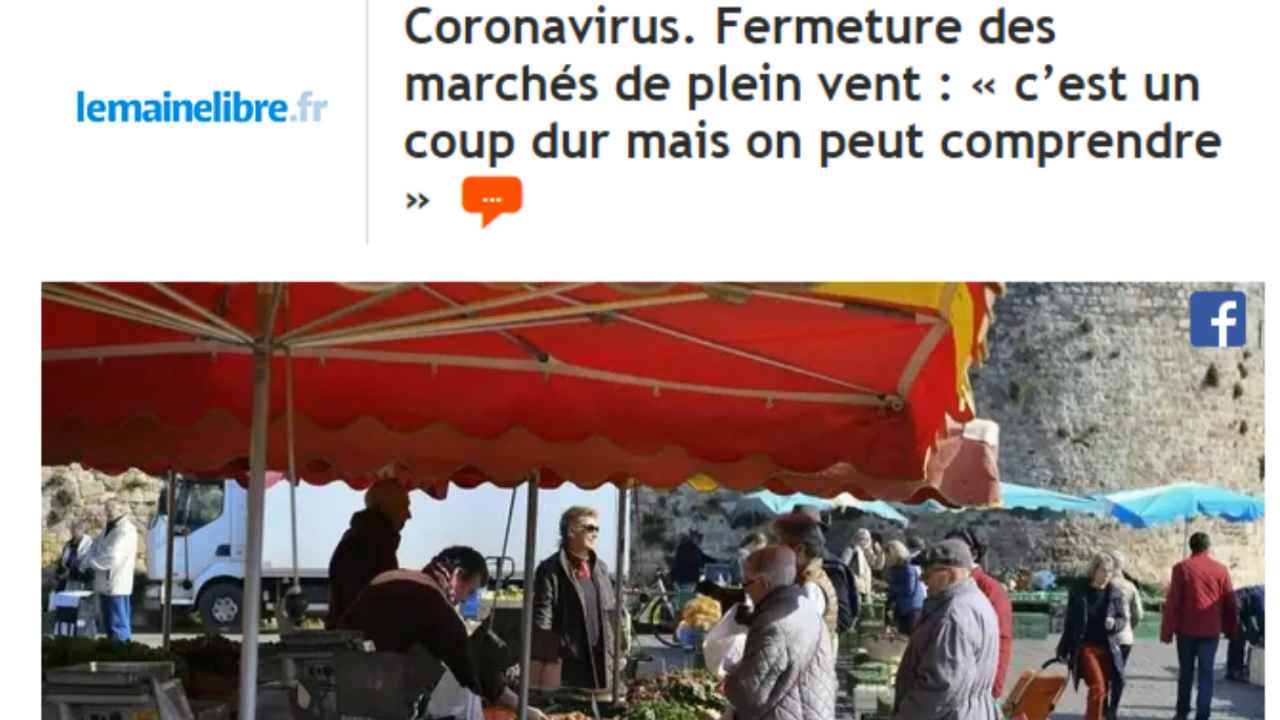 lemainelibre.fr
Coronavirus. Fermeture des
marchés de plein vent : « c’est un
coup dur mais on peut comprendre
»
...
f